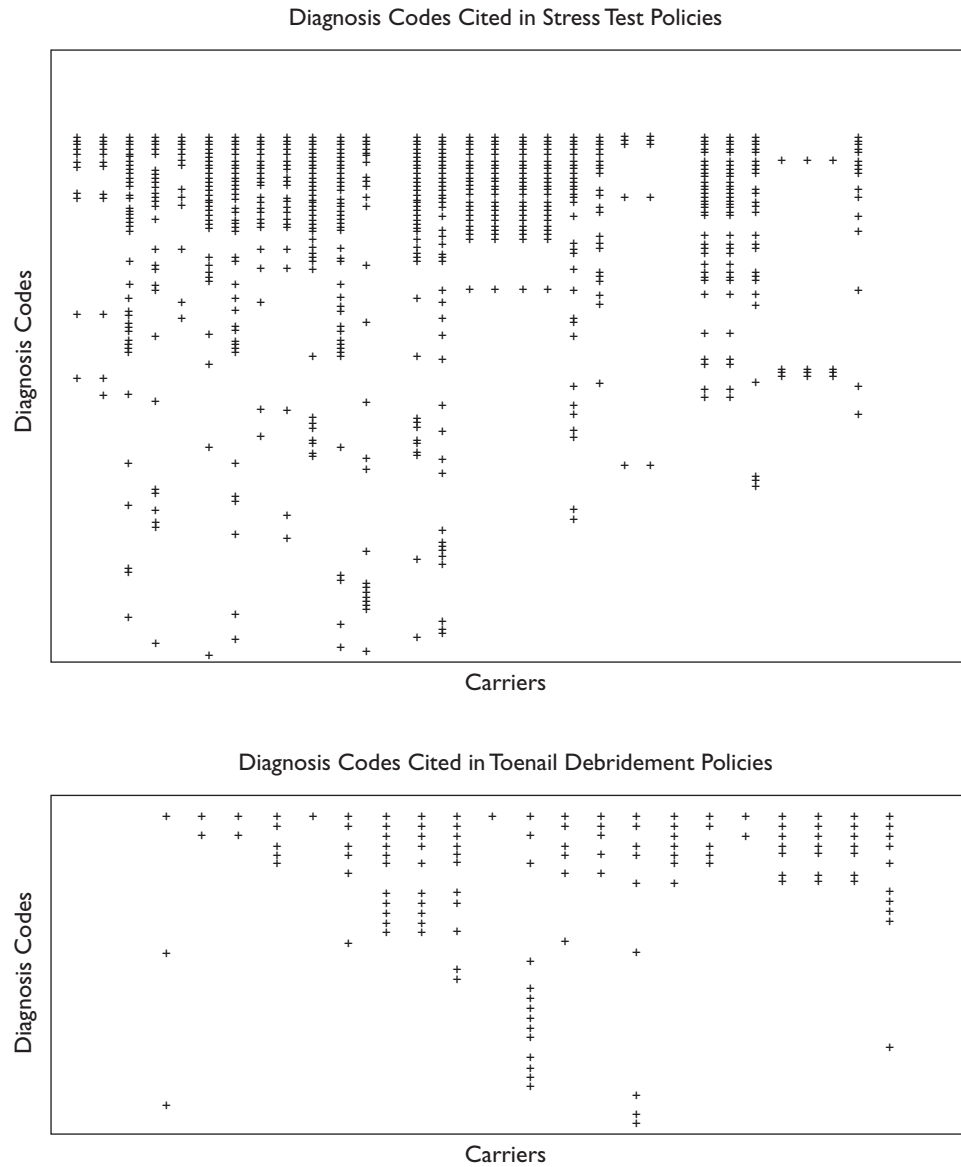 Diagnosis Codes Cited in Stress Test Policies
Diagnosis Codes
Carriers
Diagnosis Codes Cited in Toenail Debridement Policies
Diagnosis Codes
Carriers